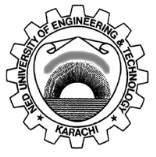 NED UNIVERSITY OF ENGINEERING & TECHNOLOGY
KARACHI